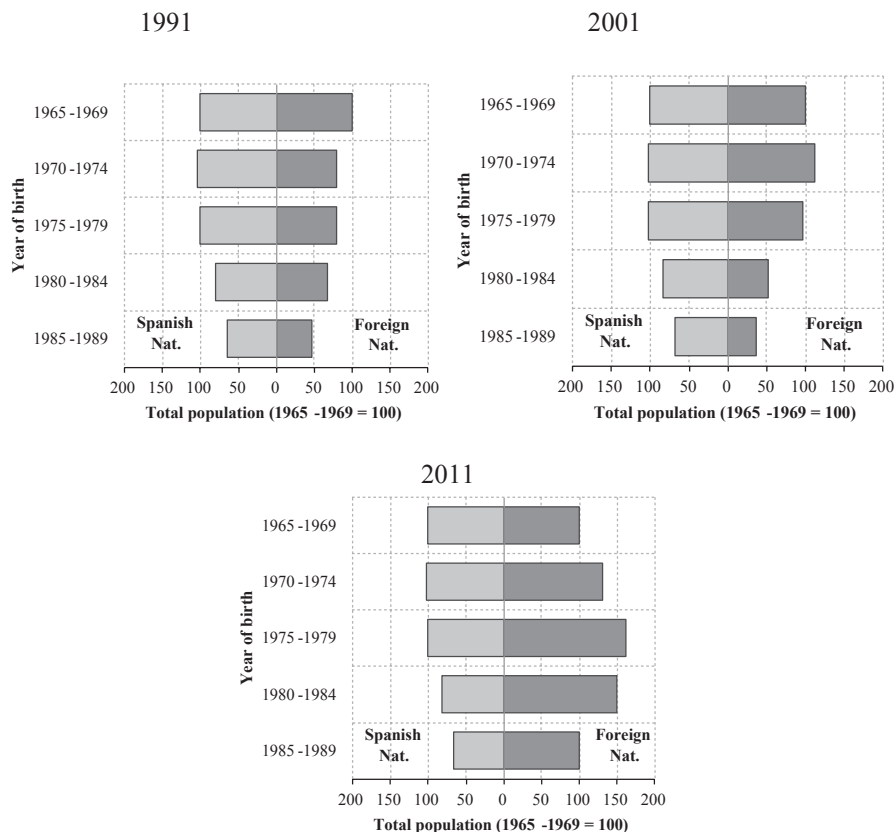 1991
1965-1969
1970-1974
1975-1979
1980-1984
1985-1989
Year of birth
Spanish
Nat.
Foreign
Nat.
200 150 100 50 0 50 100 150 200
Total population (1965 -1969 = 100)
2001
1965-1969
1970-1974
1975-1979
1980-1984
1985-1989
Year of birth
Spanish
Nat.
Foreign
Nat.
200 150 100 50 0 50 100 150 200
Total population (1965 -1969 = 100)
2011
1965-1969
1970-1974
1975-1979
1980-1984
1985-1989
Year of birth
Spanish
Nat.
Foreign
Nat.
200 150 100 50 0 50 100 150 200
Total population (1965 -1969 = 100)